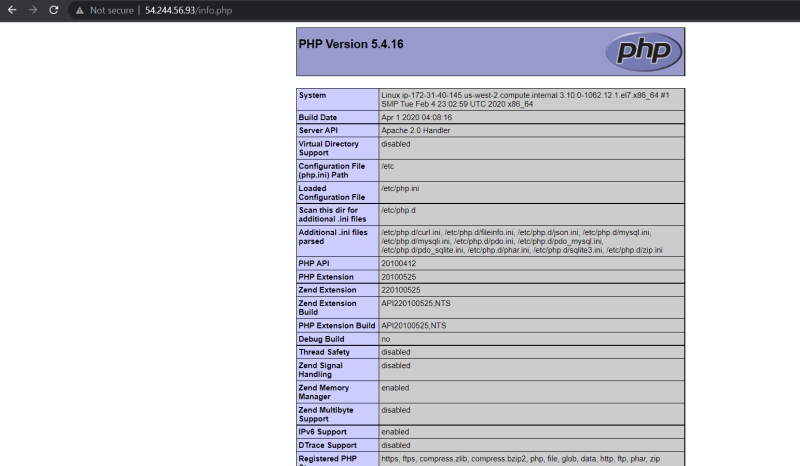 Not secure | 54.244.56.93/info.php
PHP Version 5.4.16
php
System
Linux ip-172-31-40-145.us-west-2.compute.internal 3.10.0-1062.12.1.el7.x86_64 #1
SMP Tue Feb 4 23:02:59 UTC 2020 x86_64
Build Date
Apr 1 2020 04:08:16
Server API
Apache 2.0 Handler
Virtual Directory
Support
disabled
Configuration File
(php.ini) Path
/etc
Loaded
Configuration File
/etc/php.ini
Scan this dir for
additional .ini files
/etc/php.d
Additional .ini files
parsed
/etc/php.d/curl.ini, /etc/php.d/fileinfo.ini, /etc/php.d/json.ini, /etc/php.d/mysql.ini,
/etc/php.d/mysqli.ini, /etc/php.d/pdo.ini, /etc/php.d/pdo_mysql.ini,
/etc/php.d/pdo_sqlite.ini, /etc/php.d/phar.ini, /etc/php.d/sqlite3.ini, /etc/php.d/zip.ini
PHP API
20100412
PHP Extension
20100525
Zend Extension
220100525
Zend Extension
Build
API220100525,NTS
PHP Extension Build
API20100525,NTS
Debug Build
no
Thread Safety
disabled
Zend Signal
Handling
disabled
Zend Memory
Manager
enabled
Zend Multibyte
Support
disabled
IPv6 Support
enabled
DTrace Support
disabled
Registered PHP
https, ftps, compress.zlib, compress.bzip2, php, file, glob, data, http, ftp, phar, zip